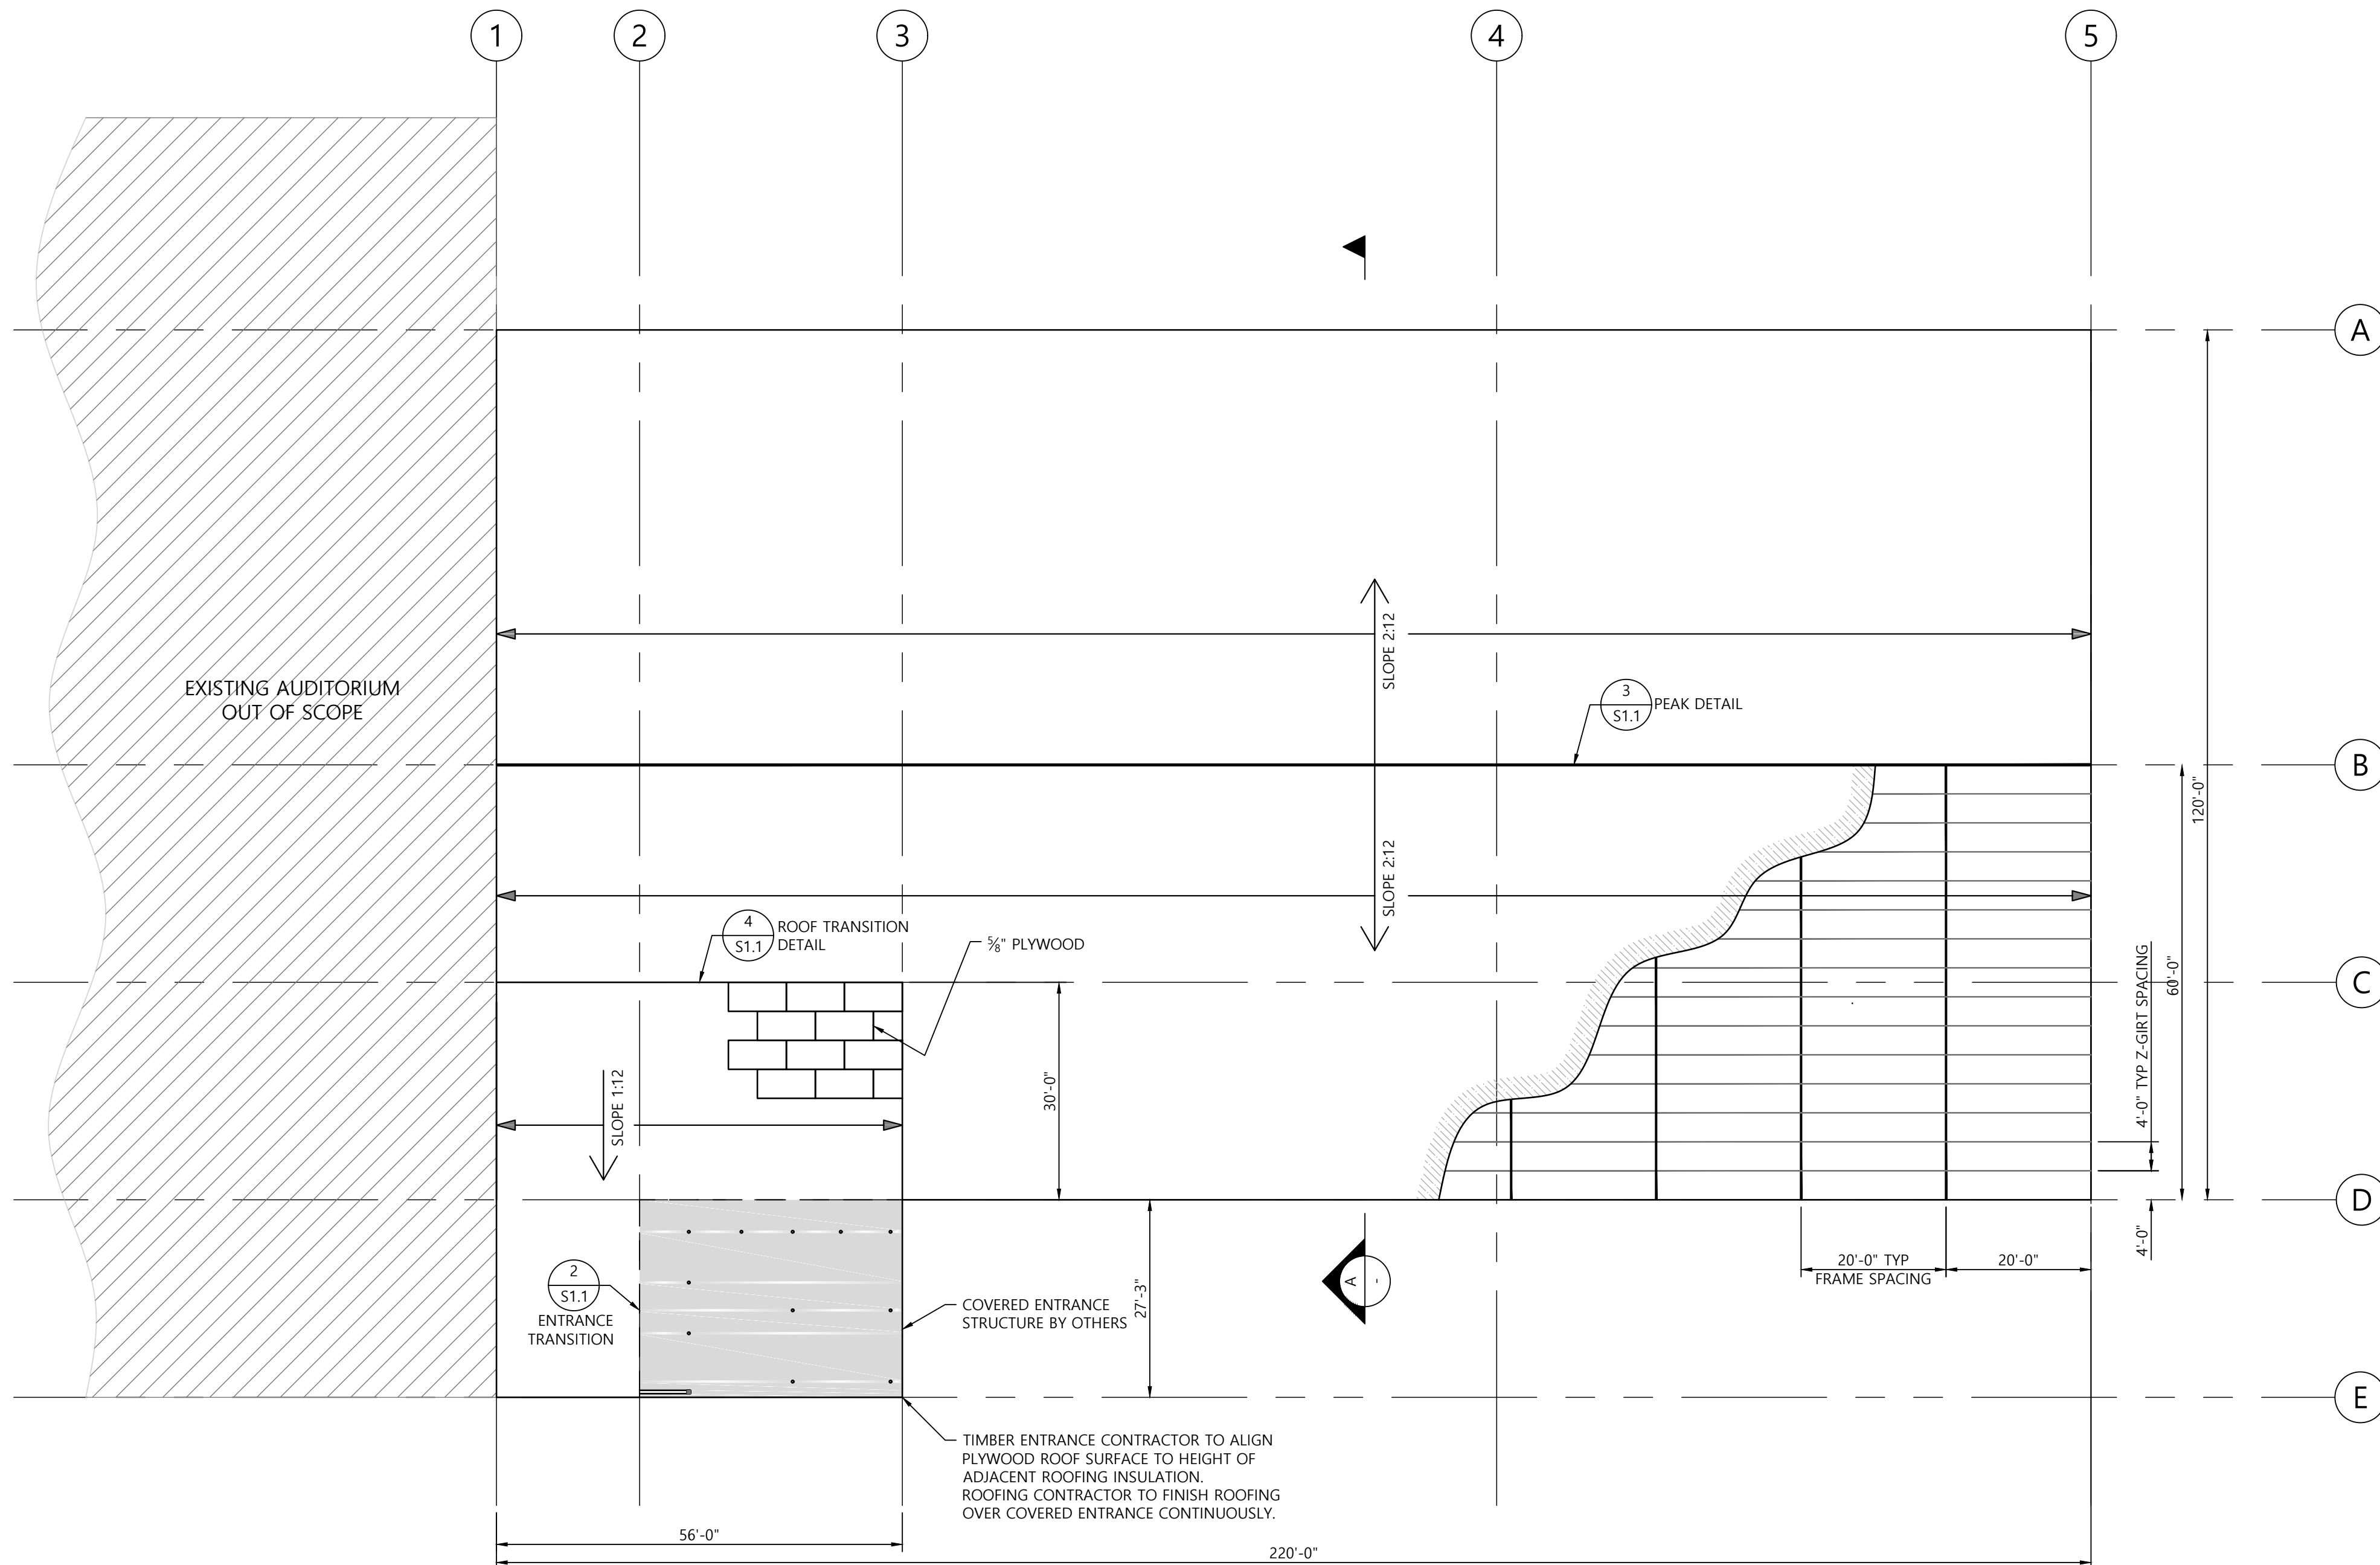 1
2
3
4
5
A
EXISTING AUDITORIUM
OUT OF SCOPE
SLOPE 2:12
3
S1.1
PEAK DETAIL
B
120'-0"
SLOPE 2:12
4
S1.1
ROOF TRANSITION
DETAIL
⅝" PLYWOOD
4'-0" TYP Z-GIRT SPACING
60'-0"
C
SLOPE 1:12
30'-0"
D
2
S1.1
ENTRANCE
TRANSITION
COVERED ENTRANCE
STRUCTURE BY OTHERS
27'-3"
A
-
20'-0" TYP
FRAME SPACING
20'-0"
4'-0"
E
TIMBER ENTRANCE CONTRACTOR TO ALIGN
PLYWOOD ROOF SURFACE TO HEIGHT OF
ADJACENT ROOFING INSULATION.
ROOFING CONTRACTOR TO FINISH ROOFING
OVER COVERED ENTRANCE CONTINUOUSLY.
56'-0"
220'-0"